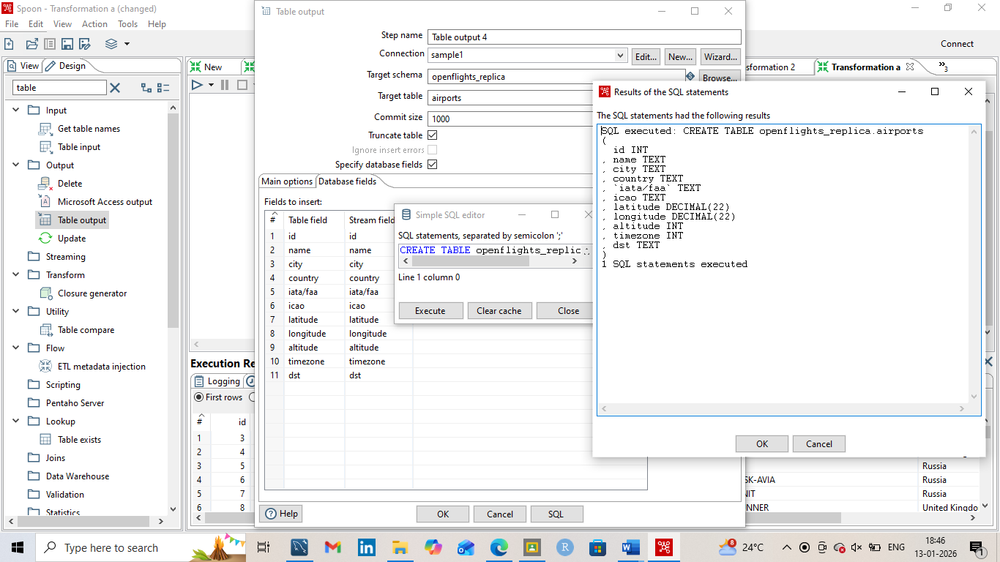 Spoon - Transformation a (changed)
File Edit View Action Tools Help
Connect
View Design
table
Input
Get table names
Table input
Output
Delete
Microsoft Access output
Table output
Update
Streaming
Transform
Closure generator
Utility
Table compare
Flow
ETL metadata injection
Scripting
Pentaho Server
Lookup
Table exists
Joins
Data Warehouse
Validation
Statistics
New
sformation 2
Transformation a
3
Execution Re
Logging
First rows
# id
1 3
2 4
3 5
4 6
5 7
6 8
Russia
SK-AVIA Russia
NIT Russia
NNER United Kingdo
Table output
Step name Table output 4
Connection sample1 Edit... New... Wizard...
Target schema openflights_replica Browse...
Target table airports
Commit size 1000
Truncate table
Ignore insert errors
Specify database fields
Main options Database fields
Fields to insert:
# Table field Stream field
1 id id
2 name name
3 city city
4 country country
5 iata/faa iata/faa
6 icao icao
7 latitude latitude
8 longitude longitude
9 altitude altitude
10 timezone timezone
11 dst dst
Help OK Cancel SQL
Simple SQL editor
SQL statements, separated by semicolon ';'
CREATE TABLE openflights_replic
Line 1 column 0
Execute Clear cache Close
Results of the SQL statements
The SQL statements had the following results
SQL executed: CREATE TABLE openflights_replica.airports
(
id INT
, name TEXT
, city TEXT
, country TEXT
, `iata/faa` TEXT
, icao TEXT
, latitude DECIMAL(22)
, longitude DECIMAL(22)
, altitude INT
, timezone INT
, dst TEXT
)
1 SQL statements executed
OK Cancel
Type here to search
8
24°C
ENG
18:46
13-01-2026
1